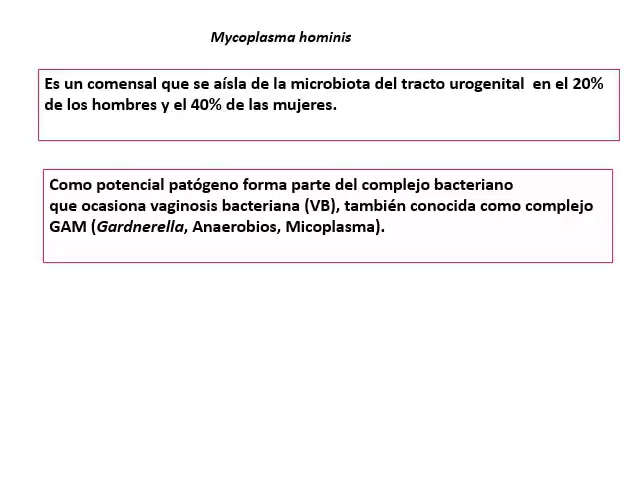 Mycoplasma hominis
Es un comensal que se aísla de la microbiota del tracto urogenital en el 20%
de los hombres y el 40% de las mujeres.
Como potencial patógeno forma parte del complejo bacteriano
que ocasiona vaginosis bacteriana (VB), también conocida como complejo
GAM (Gardnerella, Anaerobios, Micoplasma).